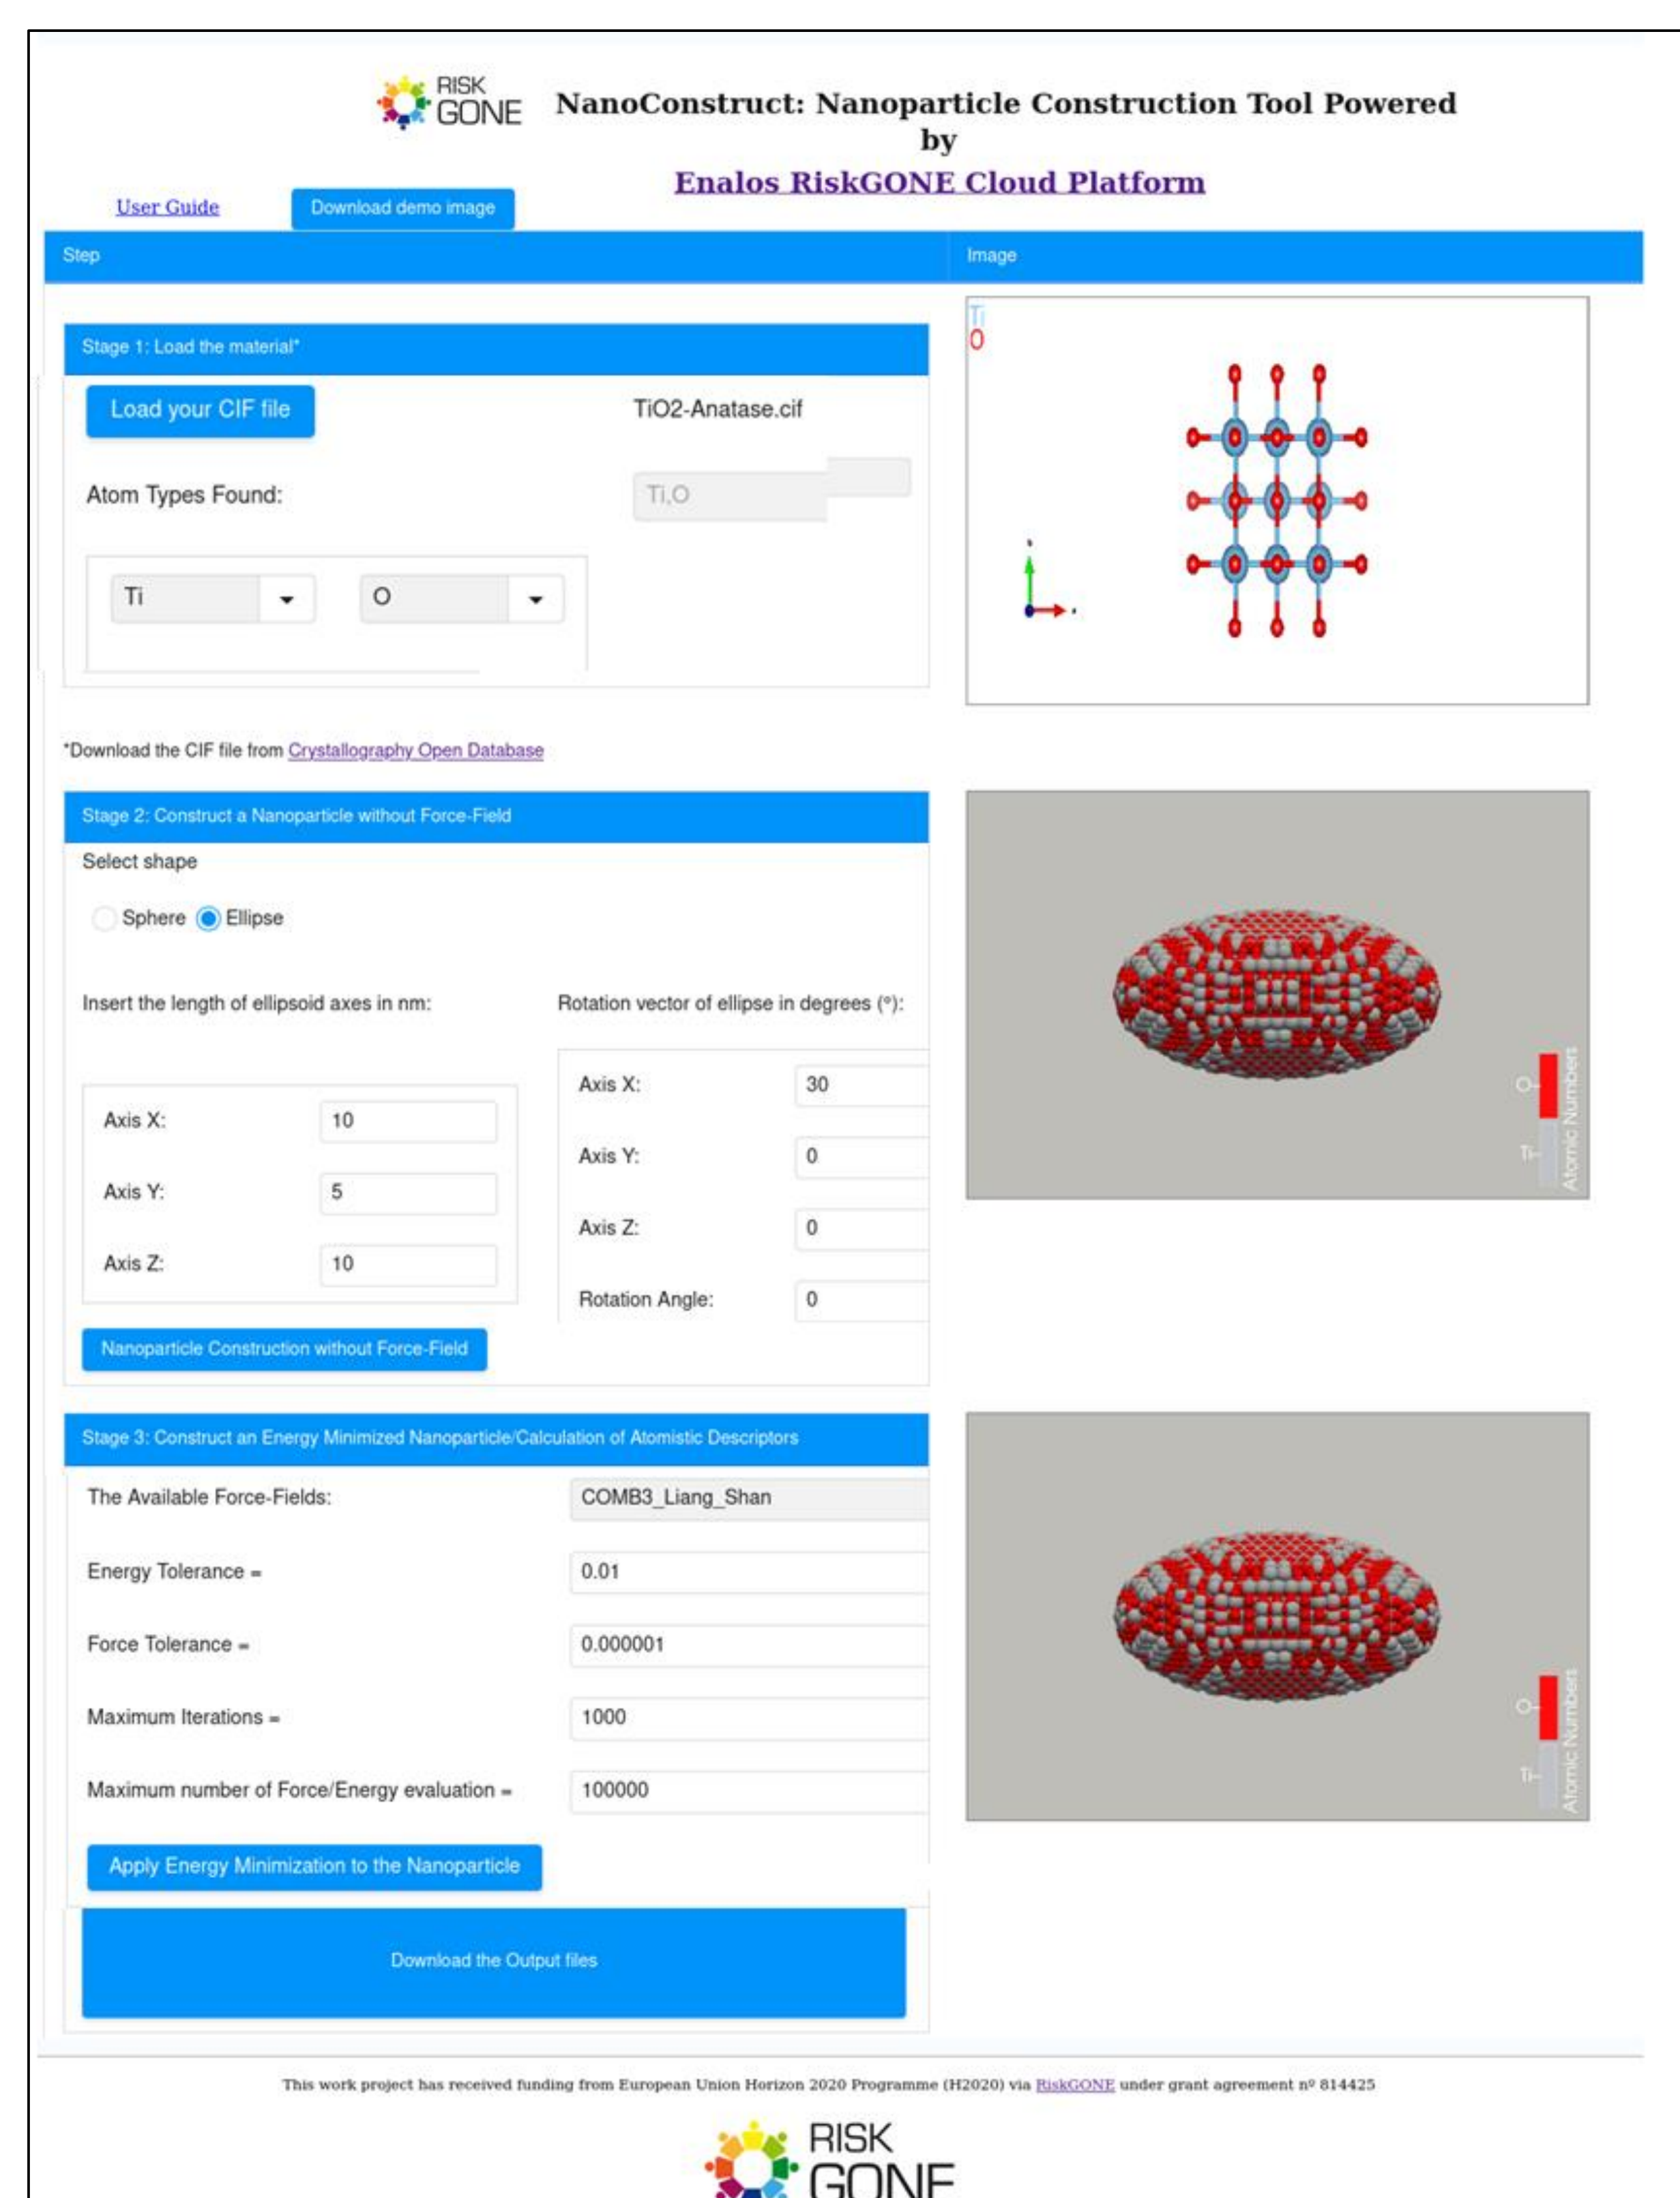 RISK
GONE
NanoConstruct: Nanoparticle Construction Tool Powered
by
Enalos RiskGONE Cloud Platform
User Guide
Download demo image
Step
Image
Stage 1: Load the material*
Load your CIF file
TiO2-Anatase.cif
Atom Types Found:
Ti,O
Ti
O
Ti
O
*Download the CIF file from Crystallography Open Database
Stage 2: Construct a Nanoparticle without Force-Field
Select shape
Sphere Ellipse
Insert the length of ellipsoid axes in nm:
Rotation vector of ellipse in degrees (°):
Axis X: 10
Axis Y: 5
Axis Z: 10
Axis X: 30
Axis Y: 0
Axis Z: 0
Rotation Angle: 0
Nanoparticle Construction without Force-Field
O
Ti
Atomic Numbers
Stage 3: Construct an Energy Minimized Nanoparticle/Calculation of Atomistic Descriptors
The Available Force-Fields: COMB3_Liang_Shan
Energy Tolerance = 0.01
Force Tolerance = 0.000001
Maximum Iterations = 1000
Maximum number of Force/Energy evaluation = 100000
Apply Energy Minimization to the Nanoparticle
Download the Output files
O
Ti
Atomic Numbers
This work project has received funding from European Union Horizon 2020 Programme (H2020) via RiskGONE under grant agreement nº 814425
RISK
GONE